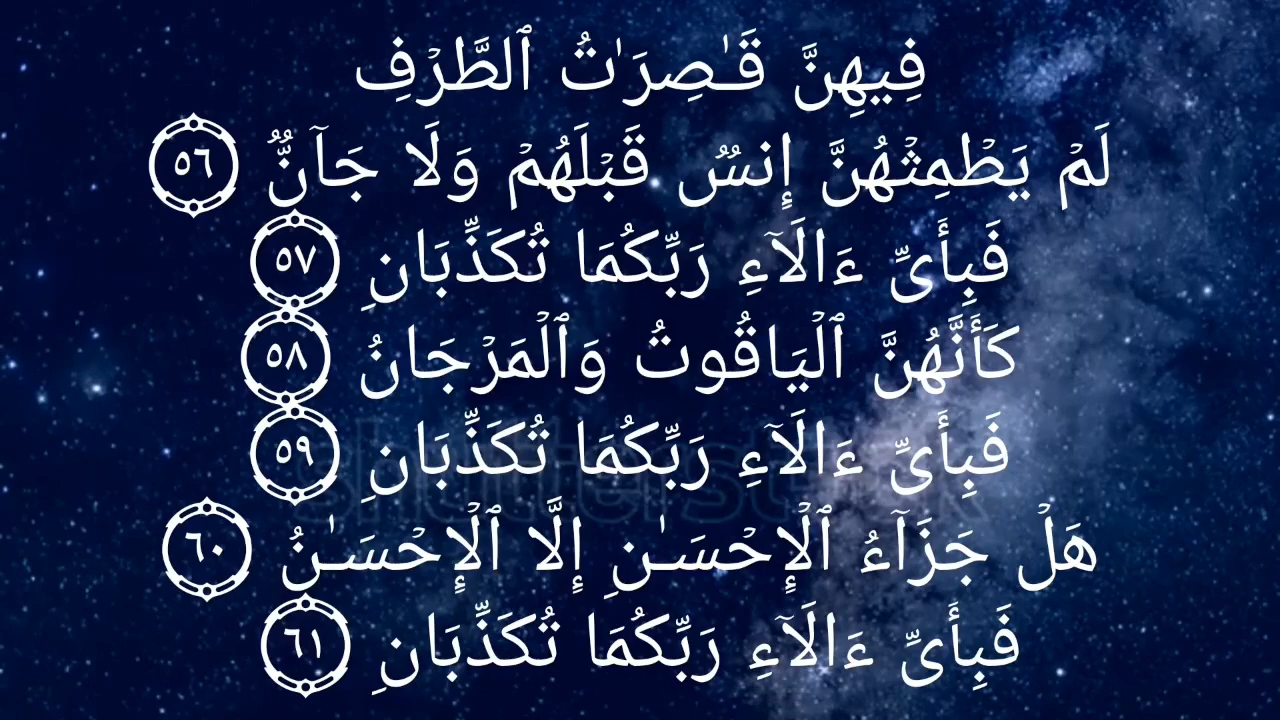 فِيهِنَّ قَـٰصِرَٰتُ ٱلطَّرْفِ
لَمْ يَطْمِثْهُنَّ إِنسٌۭ قَبْلَهُمْ وَلَا جَآنٌّۭ ٥٦
فَبِأَىِّ ءَالَآءِ رَبِّكُمَا تُكَذِّبَانِ ٥٧
كَأَنَّهُنَّ ٱلْيَاقُوتُ وَٱلْمَرْجَانُ ٥٨
فَبِأَىِّ ءَالَآءِ رَبِّكُمَا تُكَذِّبَانِ ٥٩
هَلْ جَزَآءُ ٱلْإِحْسَـٰنِ إِلَّا ٱلْإِحْسَـٰنُ ٦٠
فَبِأَىِّ ءَالَآءِ رَبِّكُمَا تُكَذِّبَانِ ٦١
shutterstock